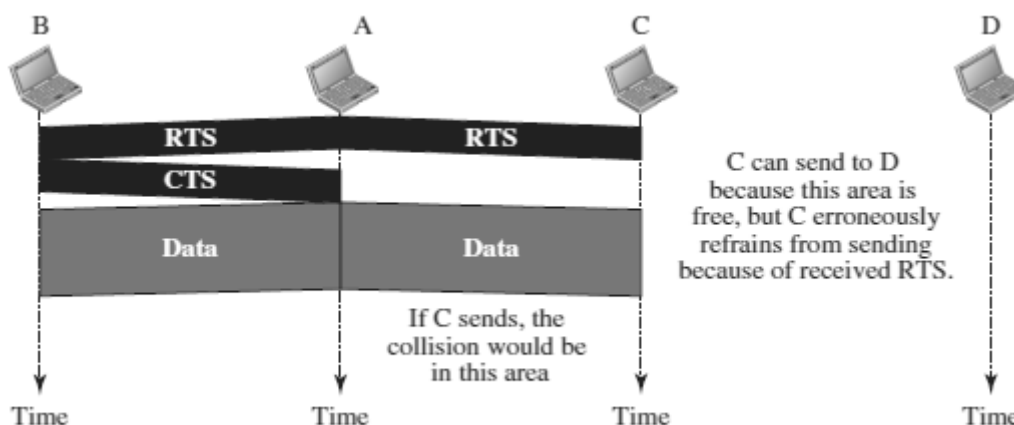 B
A
C
D
RTS
RTS
CTS
C can send to D
because this area is
free, but C erroneously
refrains from sending
because of received RTS.
Data
Data
If C sends, the
collision would be
in this area
Time
Time
Time
Time